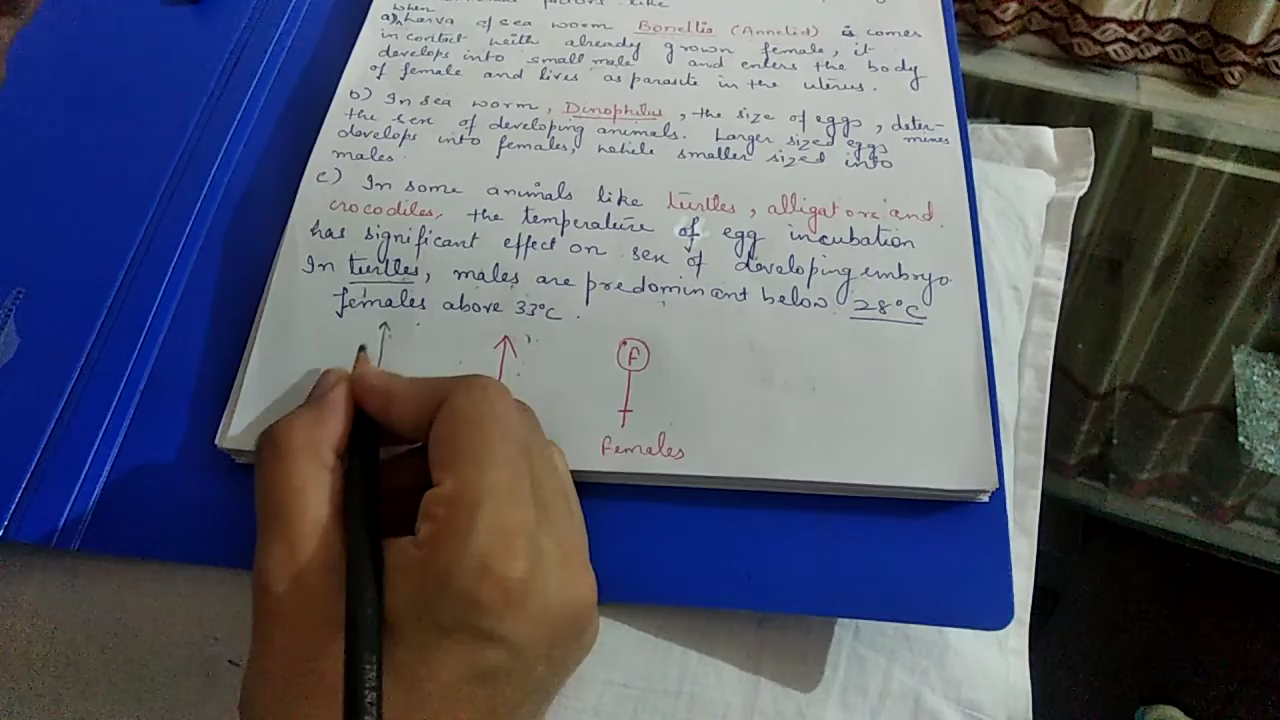 factors like
when
a) Larva of sea worm Bonellia (Annelid) is comes
in contact with already grown female, it
develops into small male and enters the body
of female and lives as parasite in the uterus.
b) In sea worm, Dinophilus, the size of eggs, deter-
mines
the sex of developing animals. Larger sized eggs
develops into females, while smaller sized into
males.
c) In some animals like turtles, alligators and
crocodiles, the temperature of egg incubation
has significant effect on sex of developing embryo.
In turtles, males are predominant below 28°C
females above 33°C.
F
Females